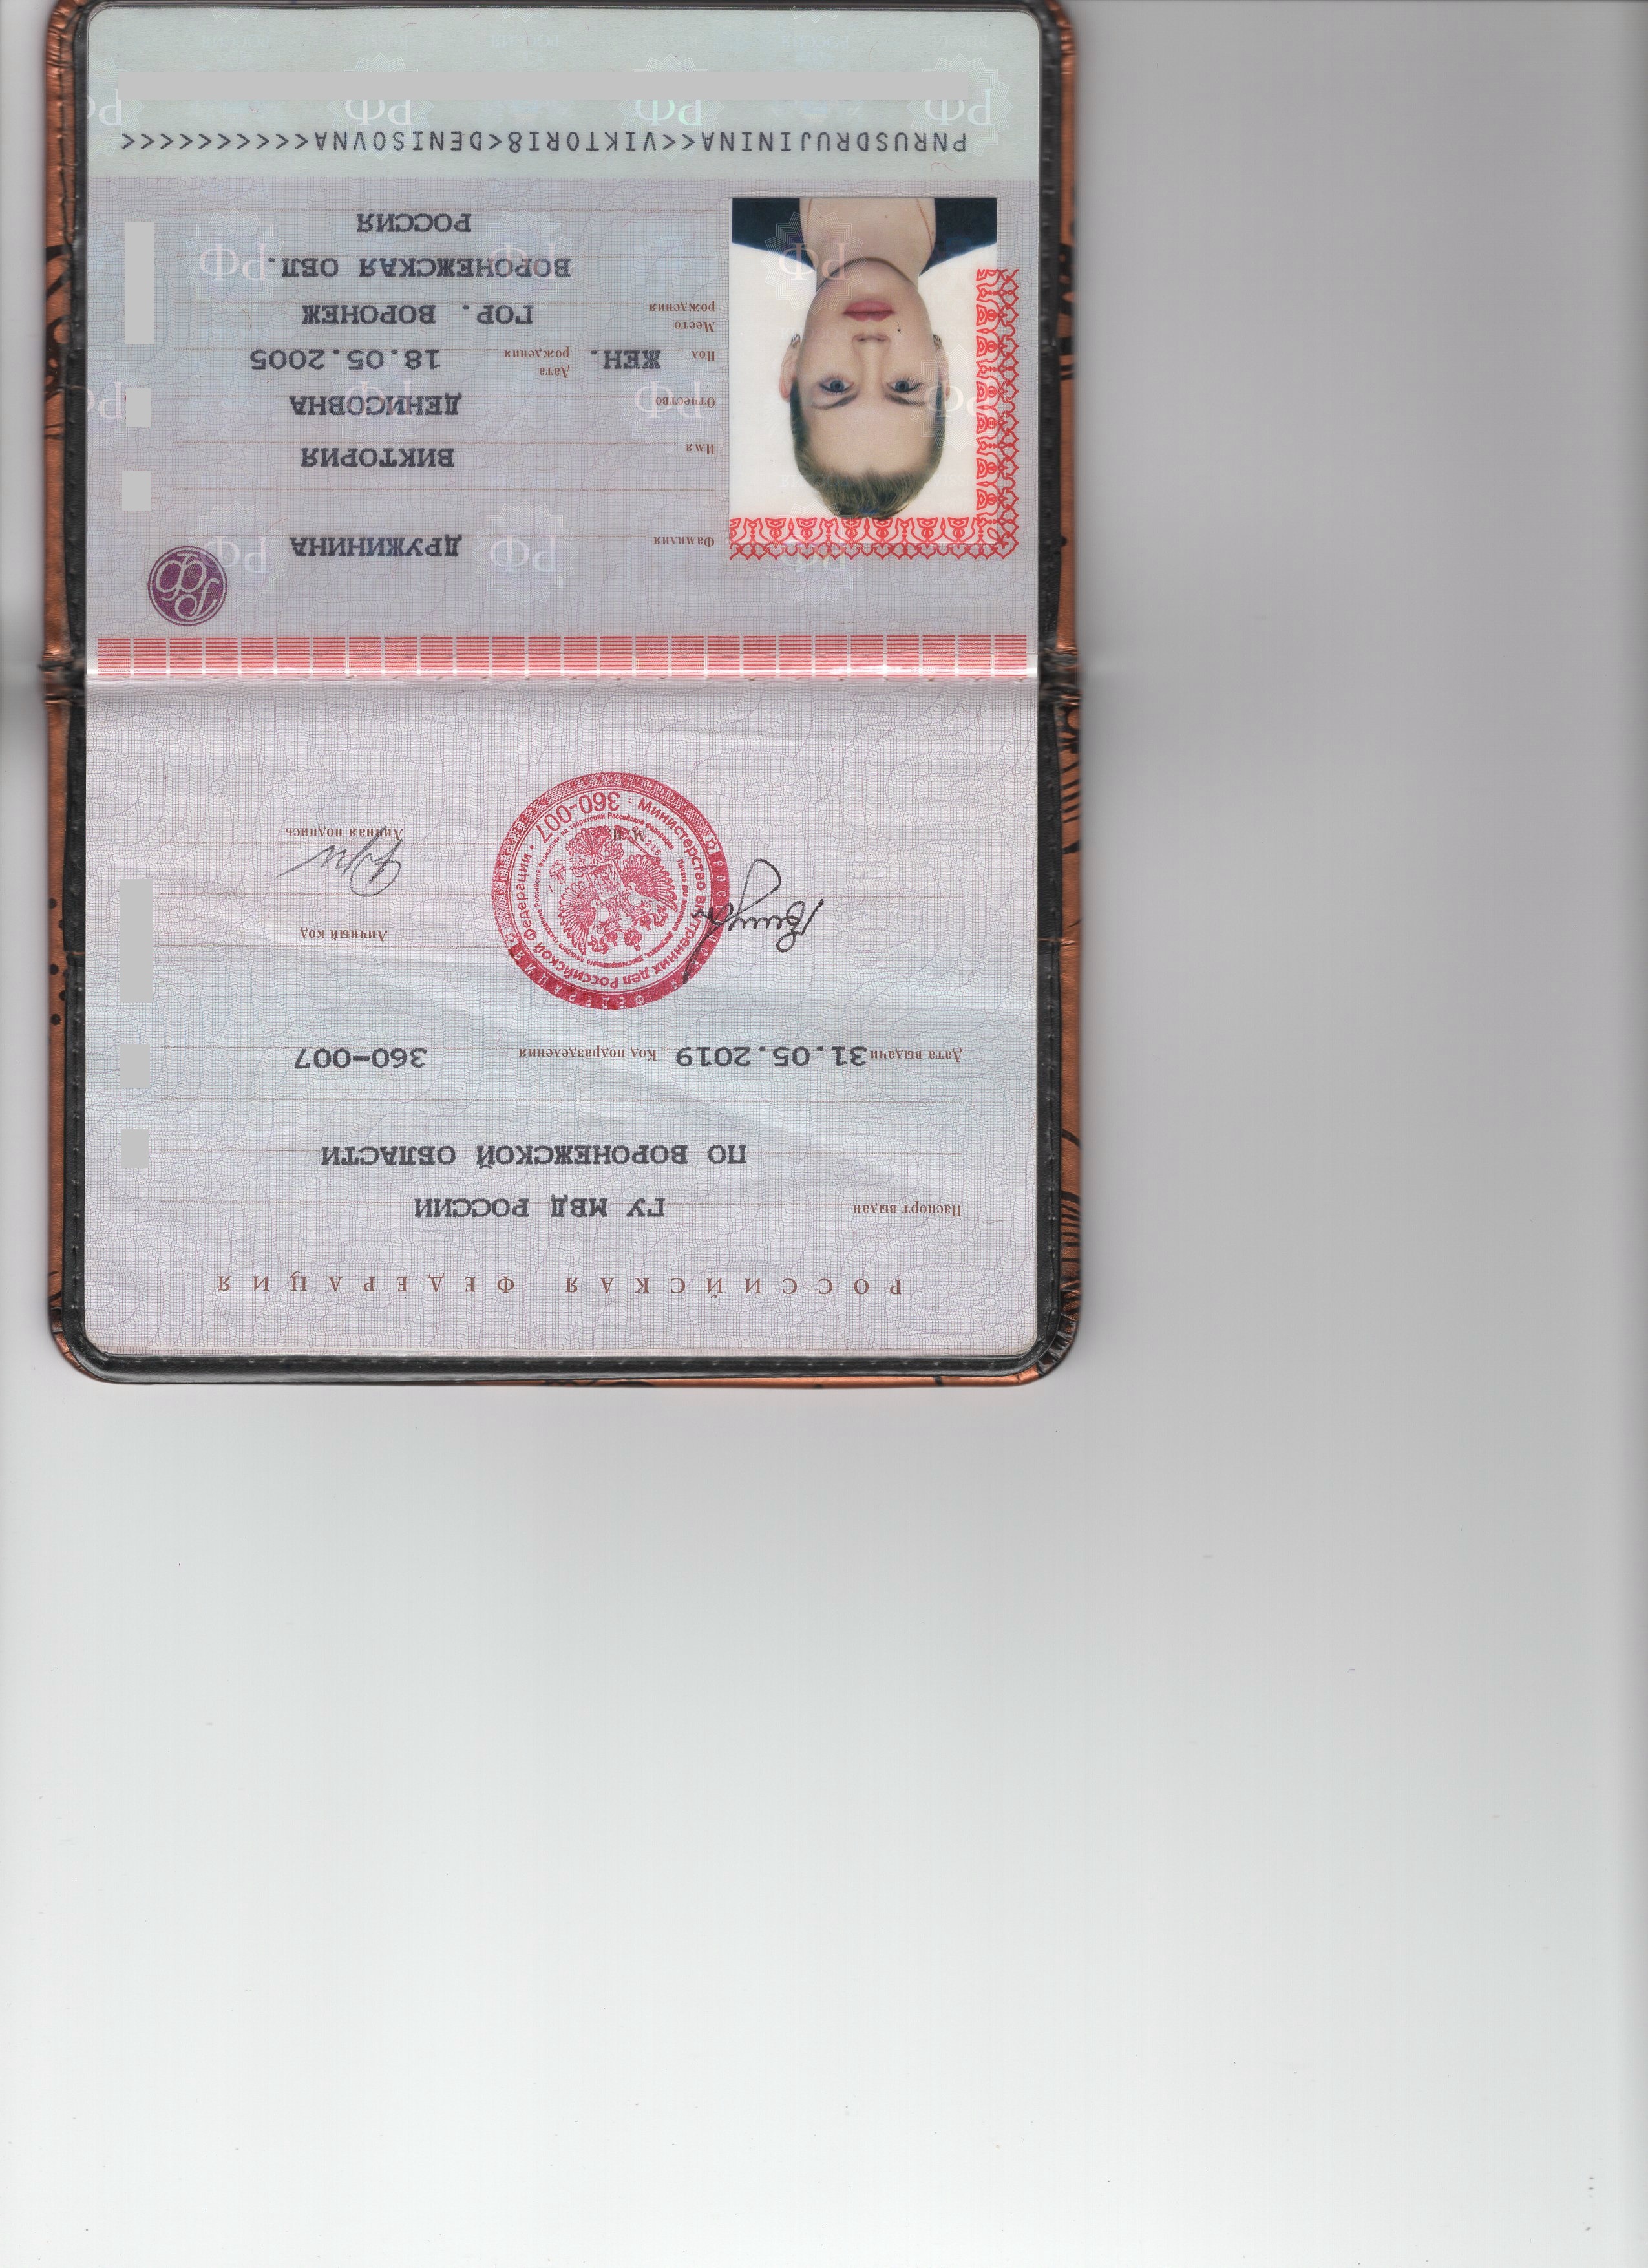 РОССИЙСКАЯ ФЕДЕРАЦИЯ
Паспорт выдан ГУ МВД РОССИИ
ПО ВОРОНЕЖСКОЙ ОБЛАСТИ
Дата выдачи 31.05.2019 Код подразделения 360-007
Личный код
Личная подпись
М.П.
Министерство внутренних дел Российской Федерации · 360-007
Фамилия ДРУЖИНИНА
Имя ВИКТОРИЯ
Отчество ДЕНИСОВНА
Пол ЖЕН. Дата рождения 18.05.2005
Место рождения ГОР. ВОРОНЕЖ
ВОРОНЕЖСКАЯ ОБЛ.
РОССИЯ
PNRUSDRUJININA<<VIKTORI8<DENISOVNA<<<<<<<<<<